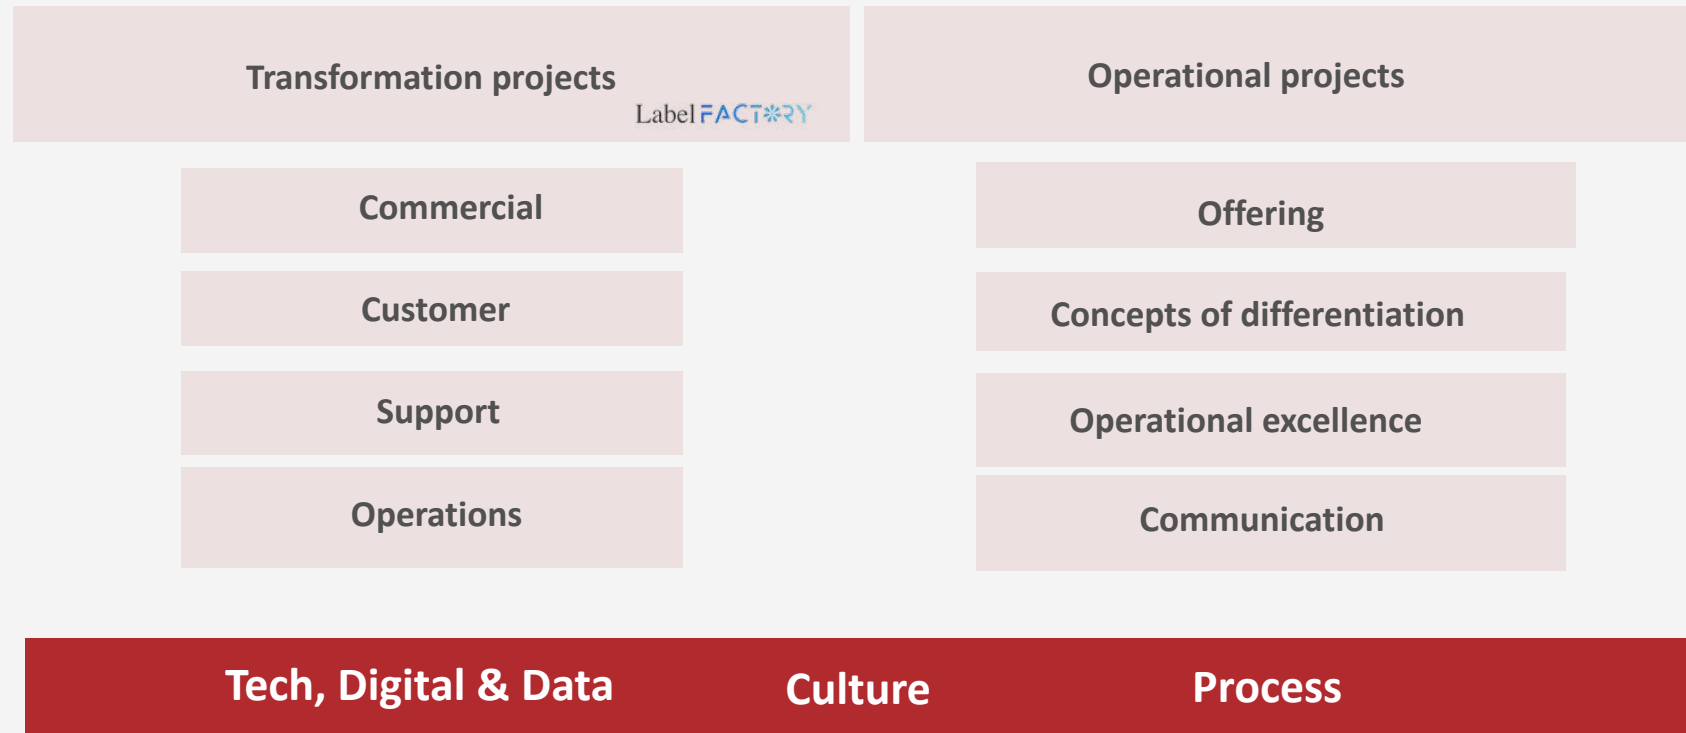 Transformation projects
Label FACTORY
Commercial
Customer
Support
Operations
Operational projects
Offering
Concepts of differentiation
Operational excellence
Communication
Tech, Digital & Data
Culture
Process